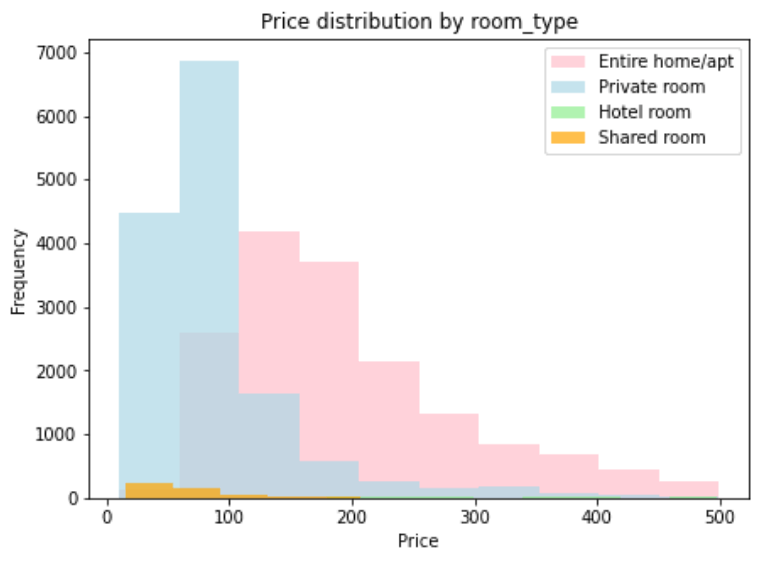 Price distribution by room_type
Entire home/apt
Private room
Hotel room
Shared room
7000
6000
5000
4000
3000
2000
1000
0
Frequency
0 100 200 300 400 500
Price